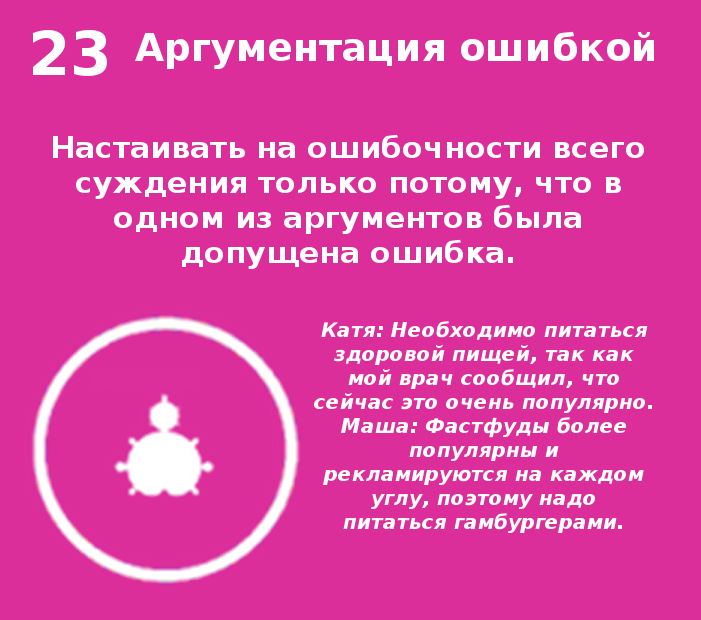 23 Аргументация ошибкой
Настаивать на ошибочности всего
суждения только потому, что в
одном из аргументов была
допущена ошибка.
Катя: Необходимо питаться
здоровой пищей, так как
мой врач сообщил, что
сейчас это очень популярно.
Маша: Фастфуды более
популярны и
рекламируются на каждом
углу, поэтому надо
питаться гамбургерами.